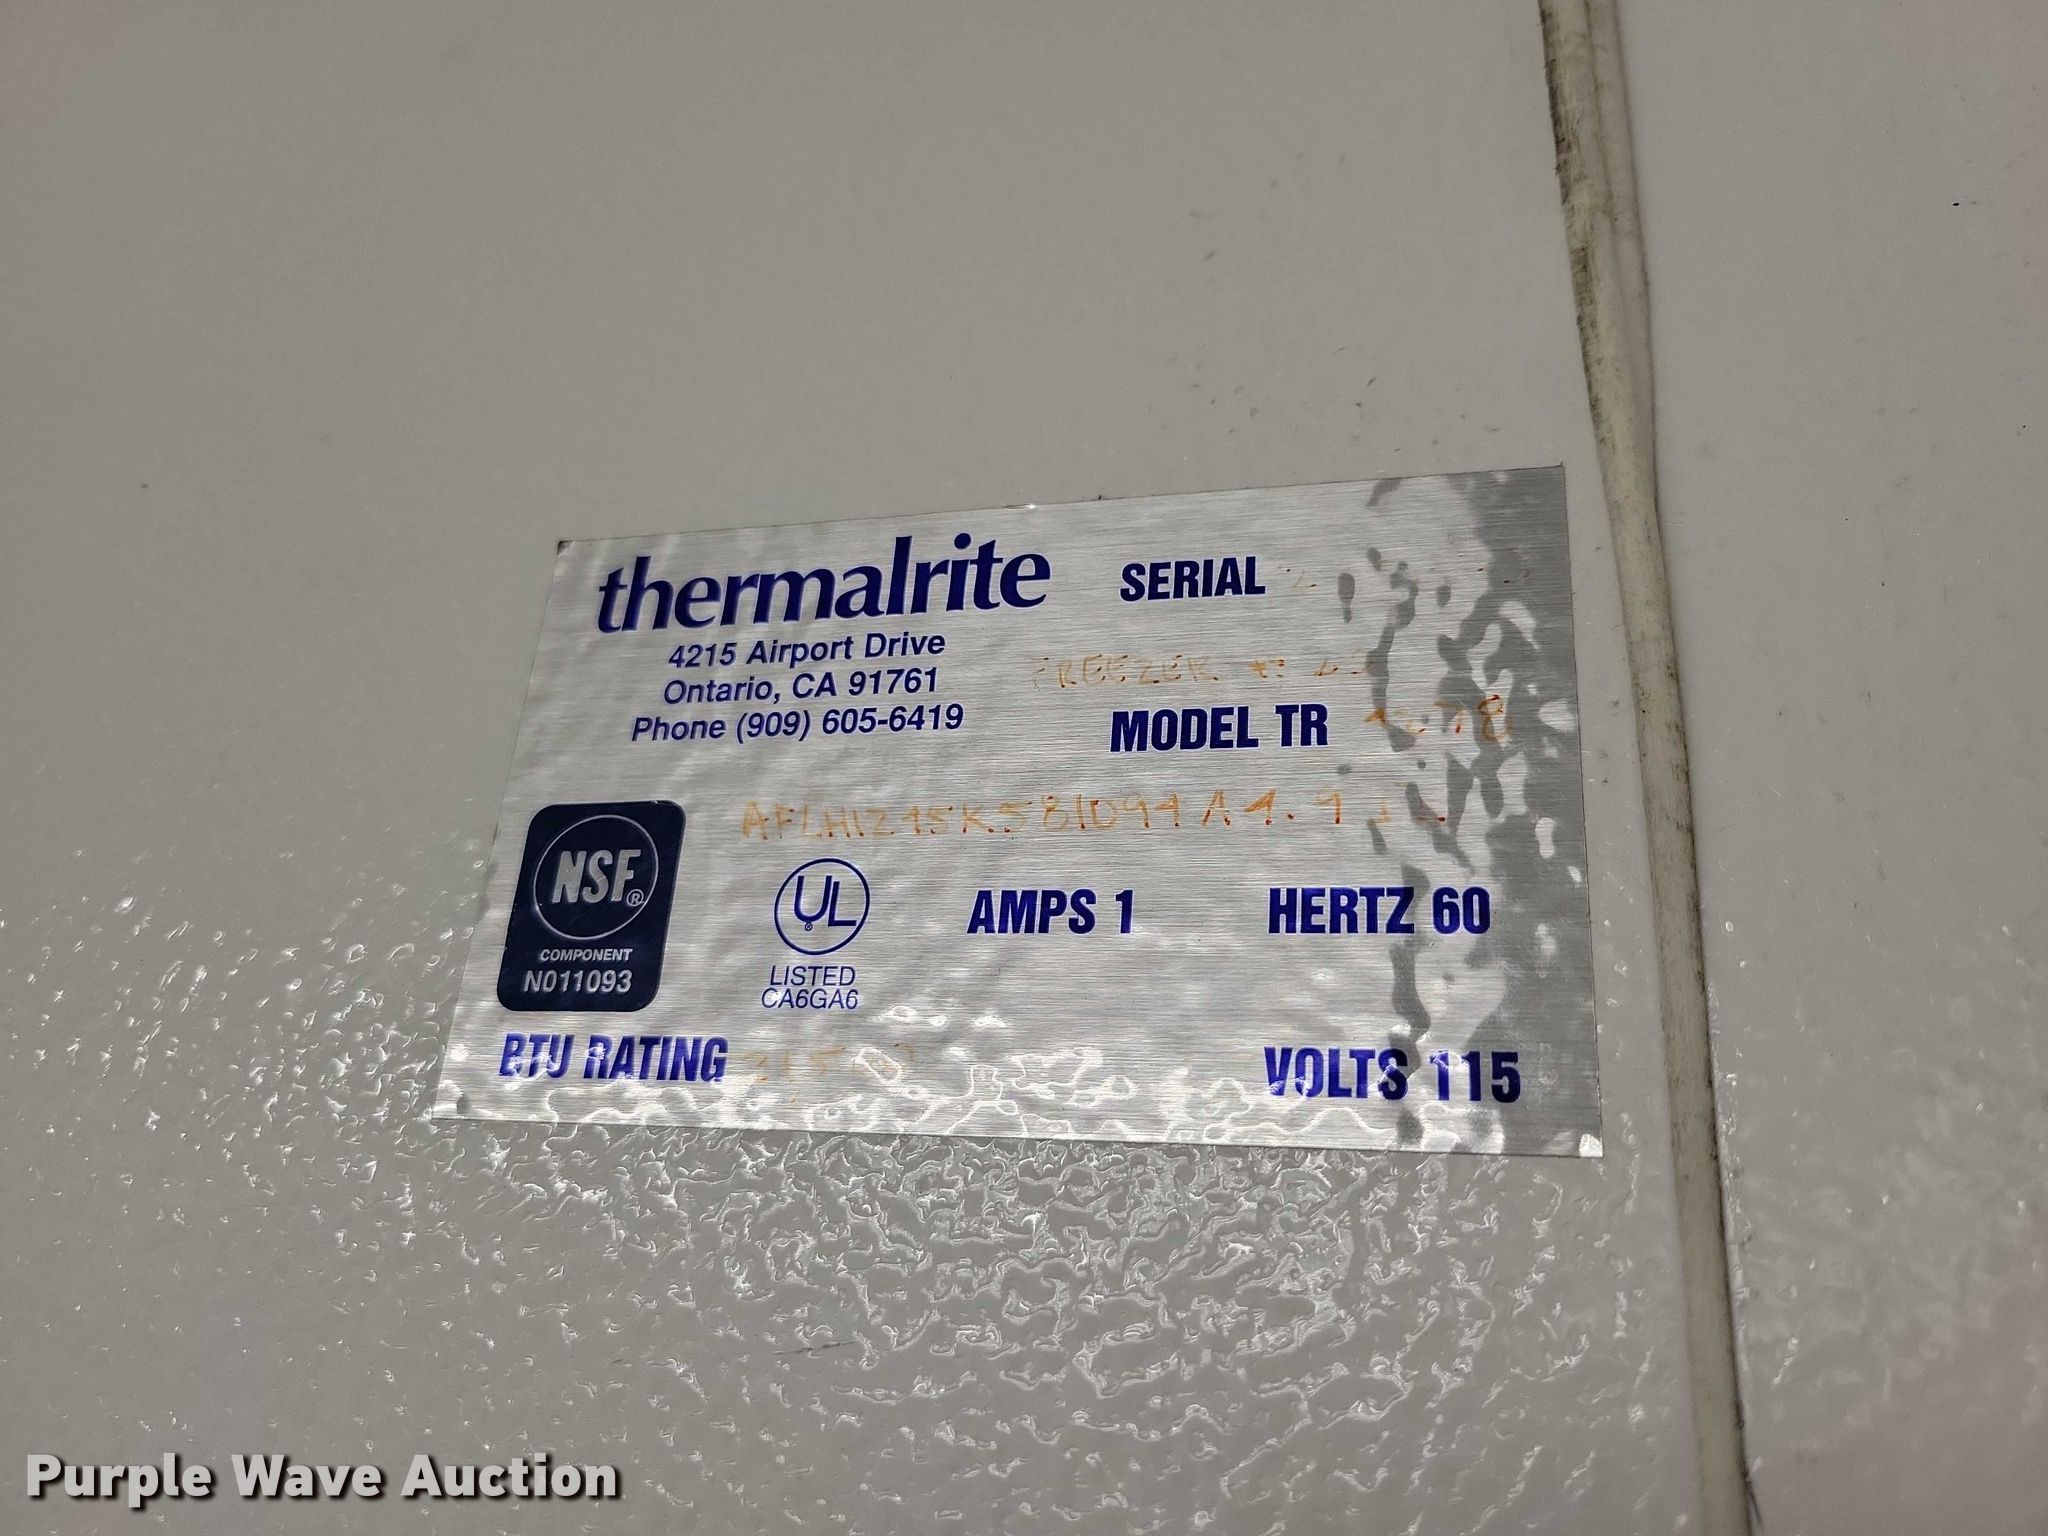 thermalrite
4215 Airport Drive
Ontario, CA 91761
Phone (909) 605-6419
SERIAL
FREEZER #
MODEL TR
NSF®
COMPONENT
N011093
UL®
LISTED
CA6GA6
AMPS 1
HERTZ 60
BTU RATING
VOLTS 115
Purple Wave Auction